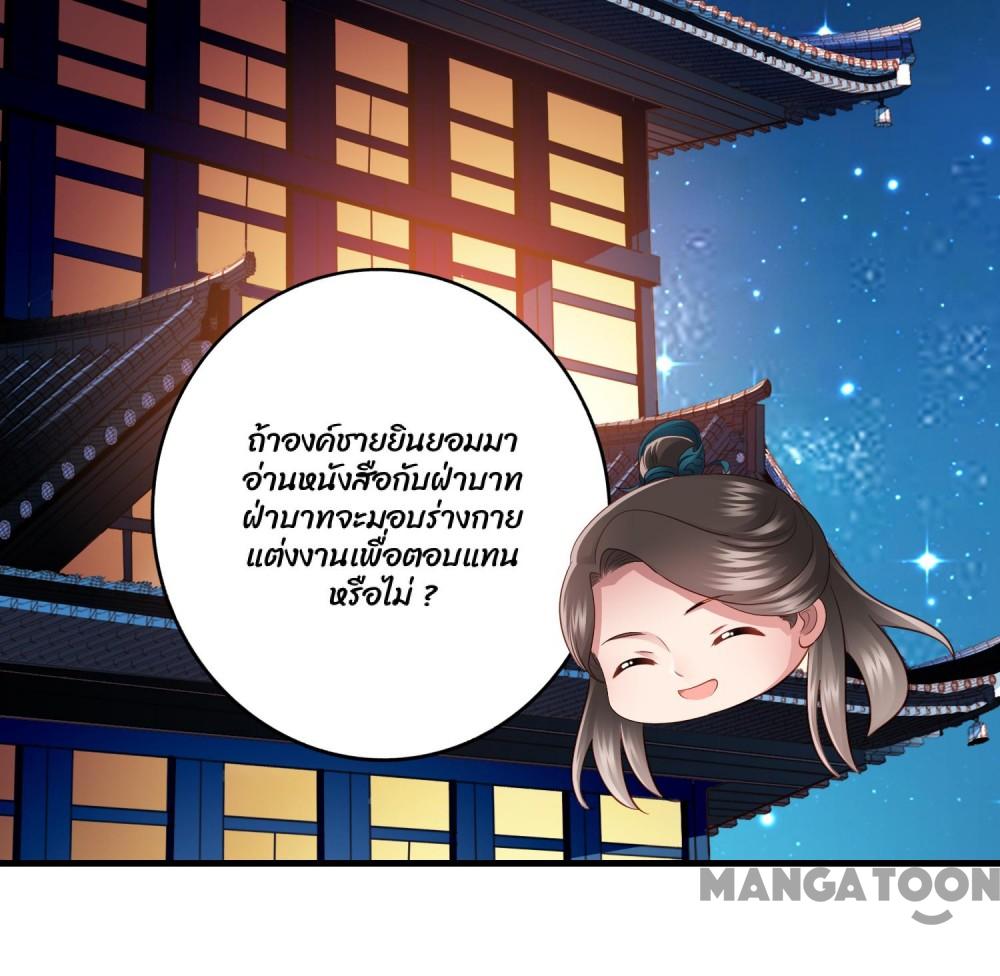 ถ้าองค์ชายยินยอมมา
อ่านหนังสือกับฝ่าบาท
ฝ่าบาทจะมอบร่างกาย
แต่งงานเพื่อตอบแทน
หรือไม่ ?
MANGATOON